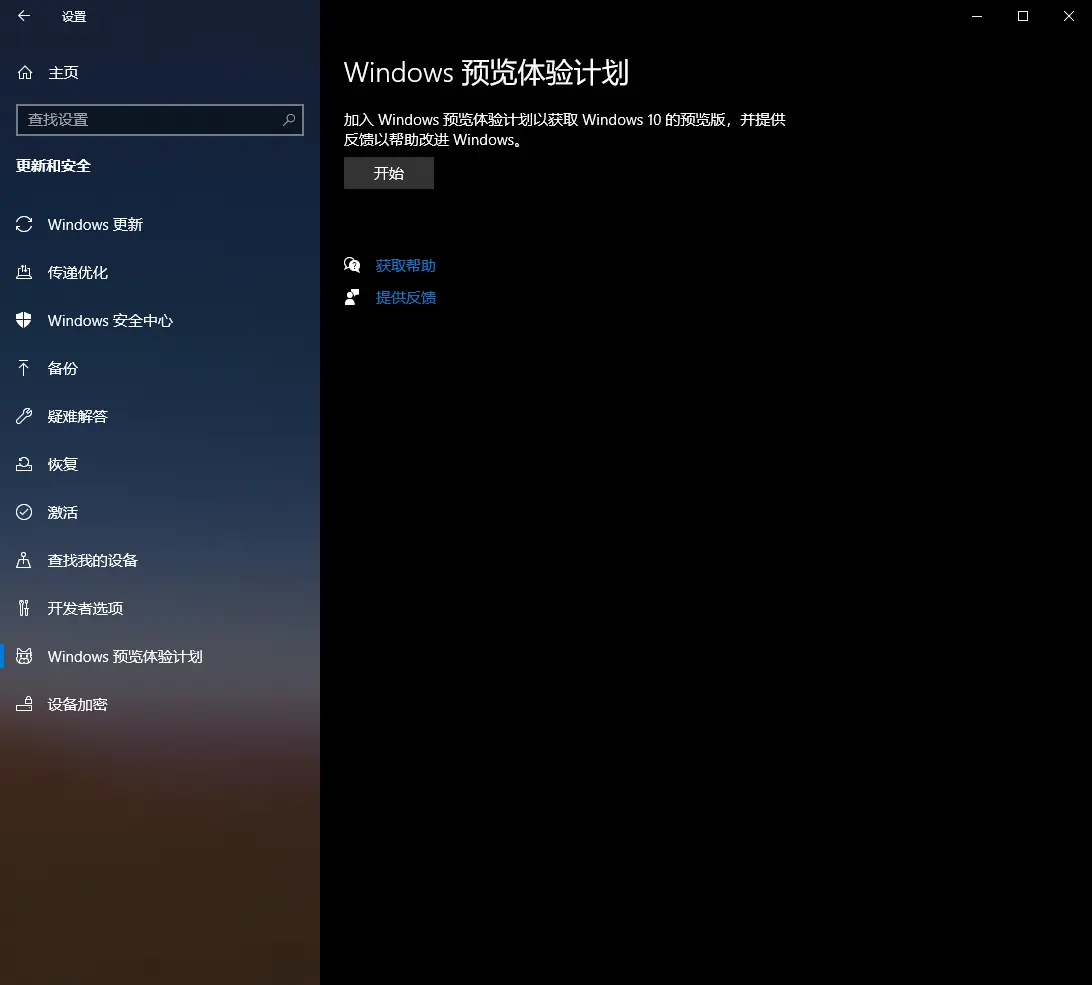 设置
主页
查找设置
更新和安全
Windows 更新
传递优化
Windows 安全中心
备份
疑难解答
恢复
激活
查找我的设备
开发者选项
Windows 预览体验计划
设备加密
Windows 预览体验计划
加入 Windows 预览体验计划以获取 Windows 10 的预览版，并提供
反馈以帮助改进 Windows。
开始
获取帮助
提供反馈